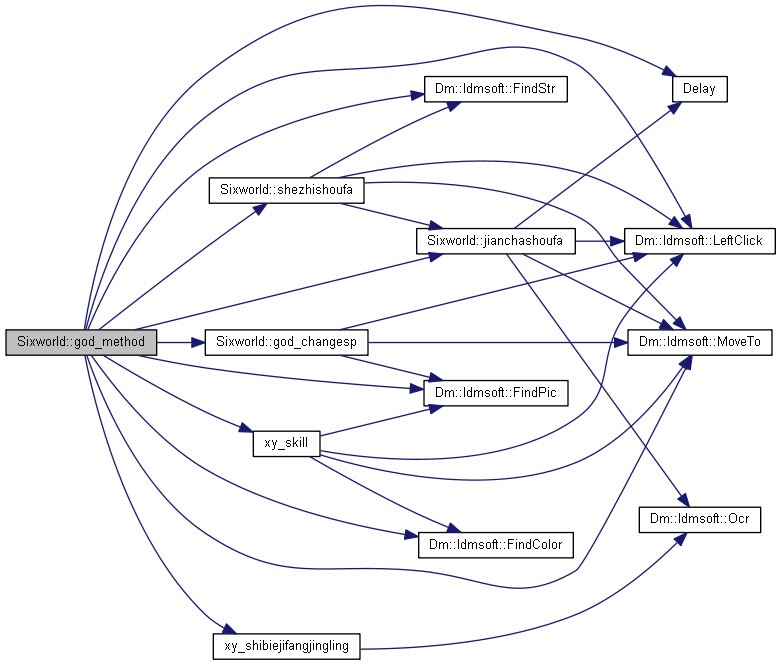 Dm::Idmsoft::FindStr
Delay
Sixworld::shezhishoufa
Sixworld::jianchashoufa
Dm::Idmsoft::LeftClick
Sixworld::god_method
Sixworld::god_changesp
Dm::Idmsoft::MoveTo
Dm::Idmsoft::FindPic
xy_skill
Dm::Idmsoft::Ocr
Dm::Idmsoft::FindColor
xy_shibiejifangjingling